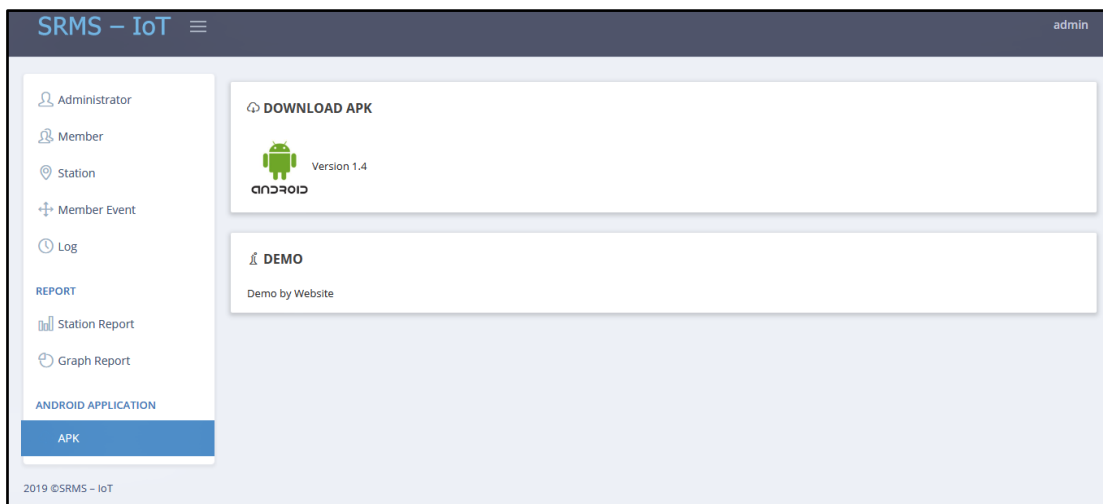 SRMS – IoT
admin
Administrator
Member
Station
Member Event
Log
REPORT
Station Report
Graph Report
ANDROID APPLICATION
APK
DOWNLOAD APK
Version 1.4
ANDROID
DEMO
Demo by Website
2019 ©SRMS – IoT